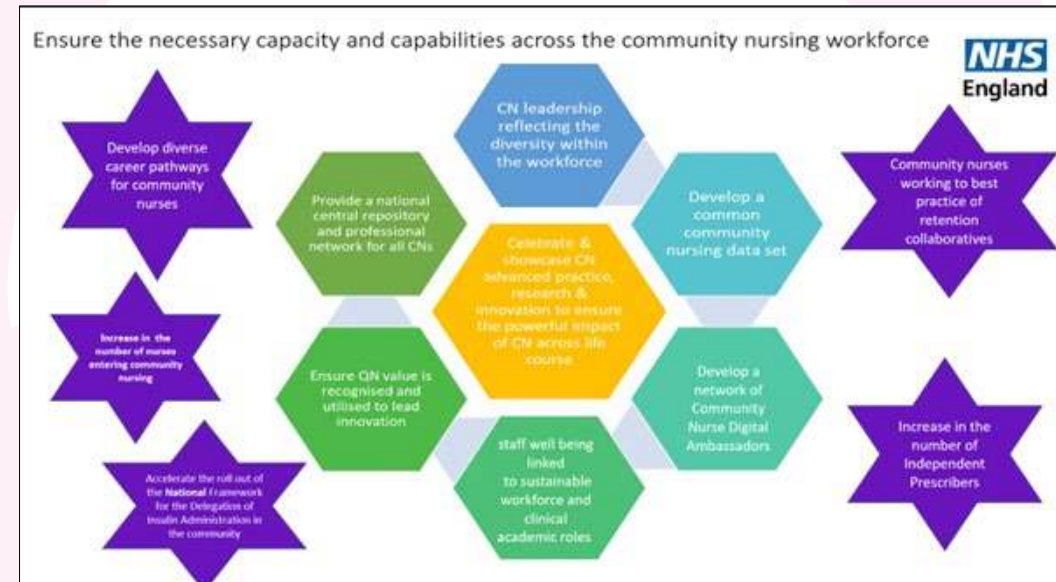 Ensure the necessary capacity and capabilities across the community nursing workforce
NHS
England
Develop diverse
career pathways
for community
nurses
Increase in the
number of nurses
entering community
nursing
Accelerate the roll out of
the National Framework
for the Delegation of
Insulin Administration in
the community
CN leadership
reflecting the
diversity within
the workforce
Provide a national
central repository
and professional
network for all CNs
Develop a
common
community
nursing data set
Celebrate &
showcase CN
advanced practice,
research &
innovation to ensure
the powerful impact
of CN across life
course
Ensure QN value is
recognised and
utilised to lead
innovation
Develop a
network of
Community
Nurse Digital
Ambassadors
staff well being
linked
to sustainable
workforce and
clinical
academic roles
Community nurses
working to best
practice of
retention
collaboratives
Increase in the
number of
Independent
Prescribers